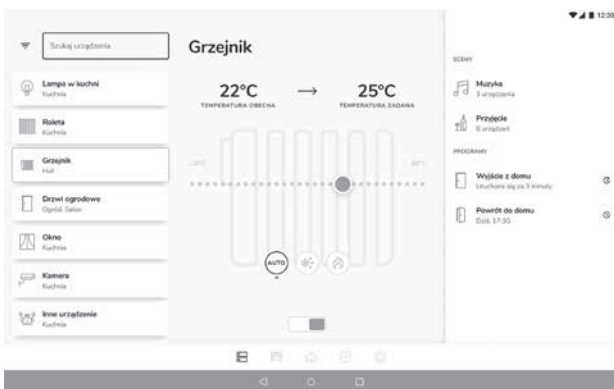 12:30
Szukaj urządzenia
Lampa w kuchni
Kuchnia
Roleta
Kuchnia
Grzejnik
Hall
Drzwi ogrodowe
Ogród, Salon
Okno
Kuchnia
Kamera
Kuchnia
Inne urządzenie
Kuchnia
Grzejnik
22°C → 25°C
TEMPERATURA OBECNA
TEMPERATURA ZADANA
AUTO
SCENY
Muzyka
3 urządzenia
Przyjęcie
8 urządzeń
PROGRAMY
Wyjście z domu
Uruchomi się za 3 minuty
Powrót do domu
Dziś, 17:30